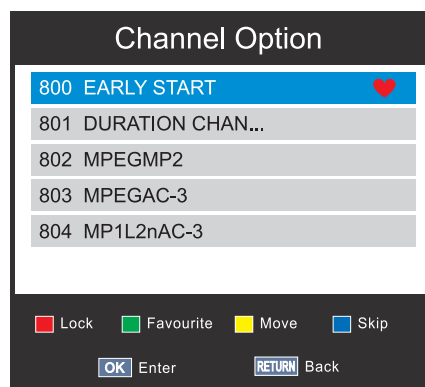 Channel Option
800 EARLY START
801 DURATION CHAN...
802 MPEGMP2
803 MPEGAC-3
804 MP1L2nAC-3
Lock Favourite Move Skip
OK Enter RETURN Back